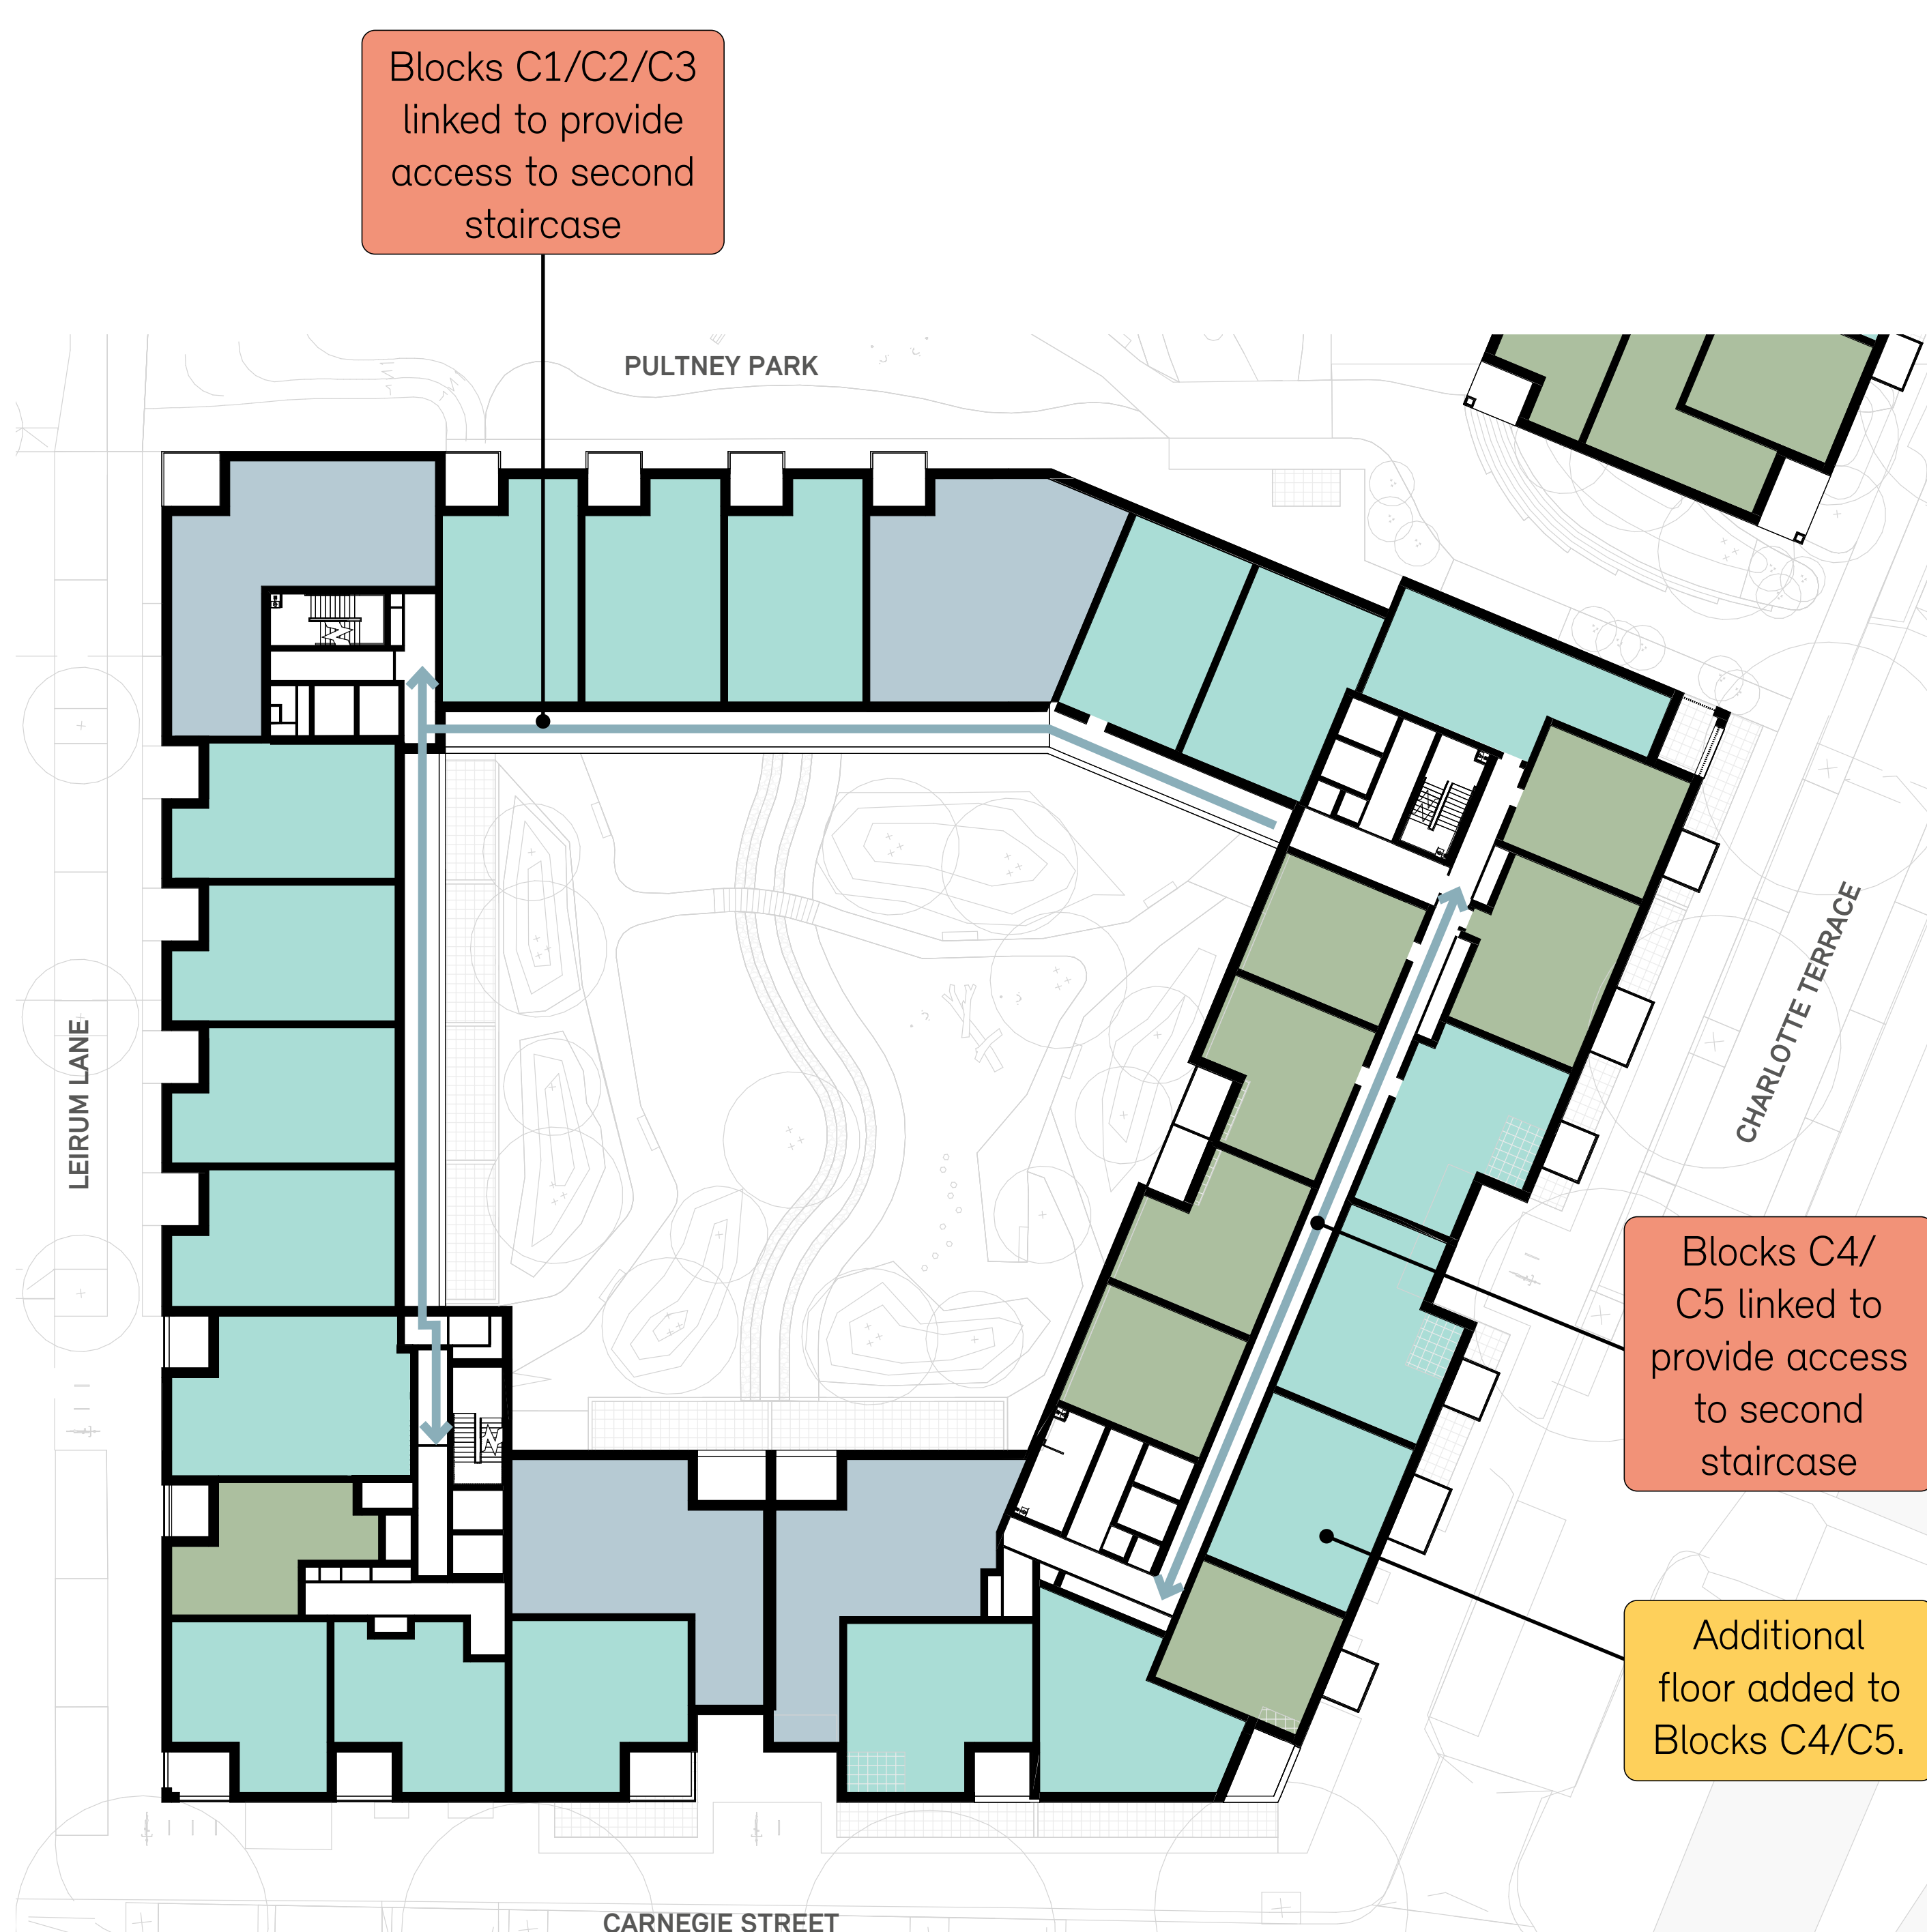 Blocks C1/C2/C3
linked to provide
access to second
staircase
PULTNEY PARK
LEIRUM LANE
CHARLOTTE TERRACE
Blocks C4/
C5 linked to
provide access
to second
staircase
Additional
floor added to
Blocks C4/C5.
CARNEGIE STREET